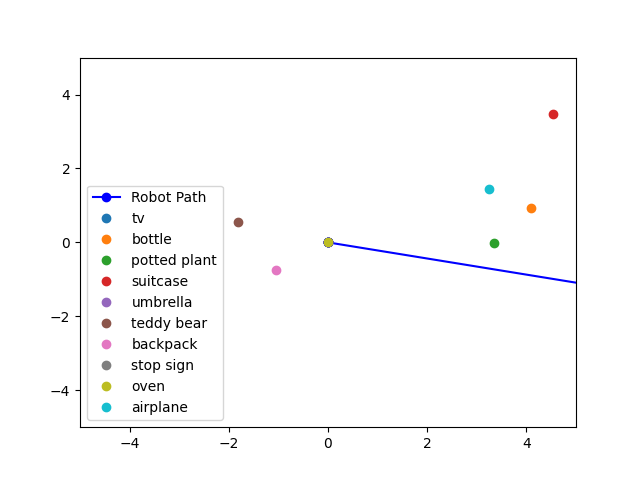 4
2
0
−2
−4
Robot Path
tv
bottle
potted plant
suitcase
umbrella
teddy bear
backpack
stop sign
oven
airplane
−4 −2 0 2 4